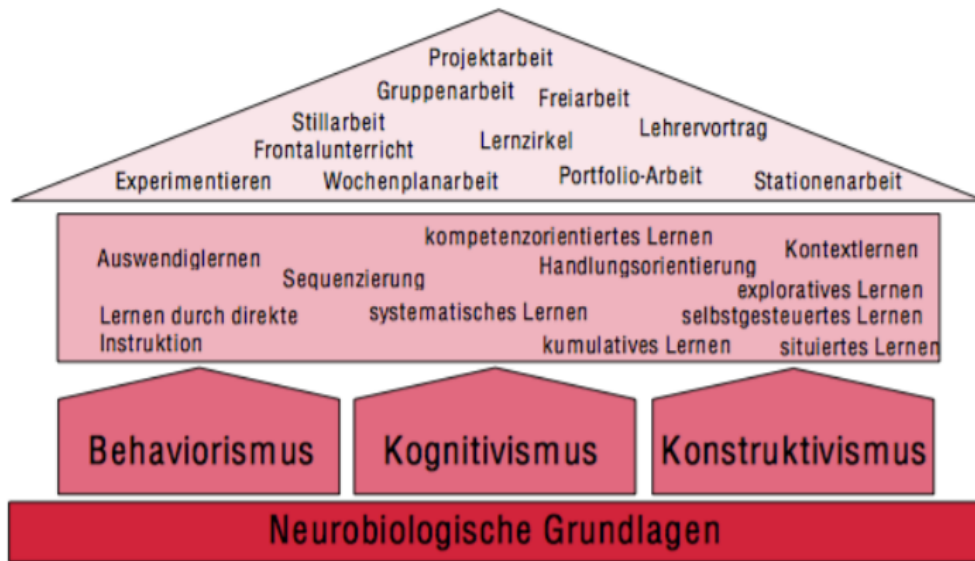 Projektarbeit
Gruppenarbeit
Freiarbeit
Stillarbeit
Lehrervortrag
Frontalunterricht
Lernzirkel
Experimentieren
Wochenplanarbeit
Portfolio-Arbeit
Stationenarbeit
kompetenzorientiertes Lernen
Auswendiglernen
Kontextlernen
Sequenzierung
Handlungsorientierung
exploratives Lernen
Lernen durch direkte
Instruktion
systematisches Lernen
selbstgesteuertes Lernen
kumulatives Lernen
situiertes Lernen
Behaviorismus
Kognitivismus
Konstruktivismus
Neurobiologische Grundlagen